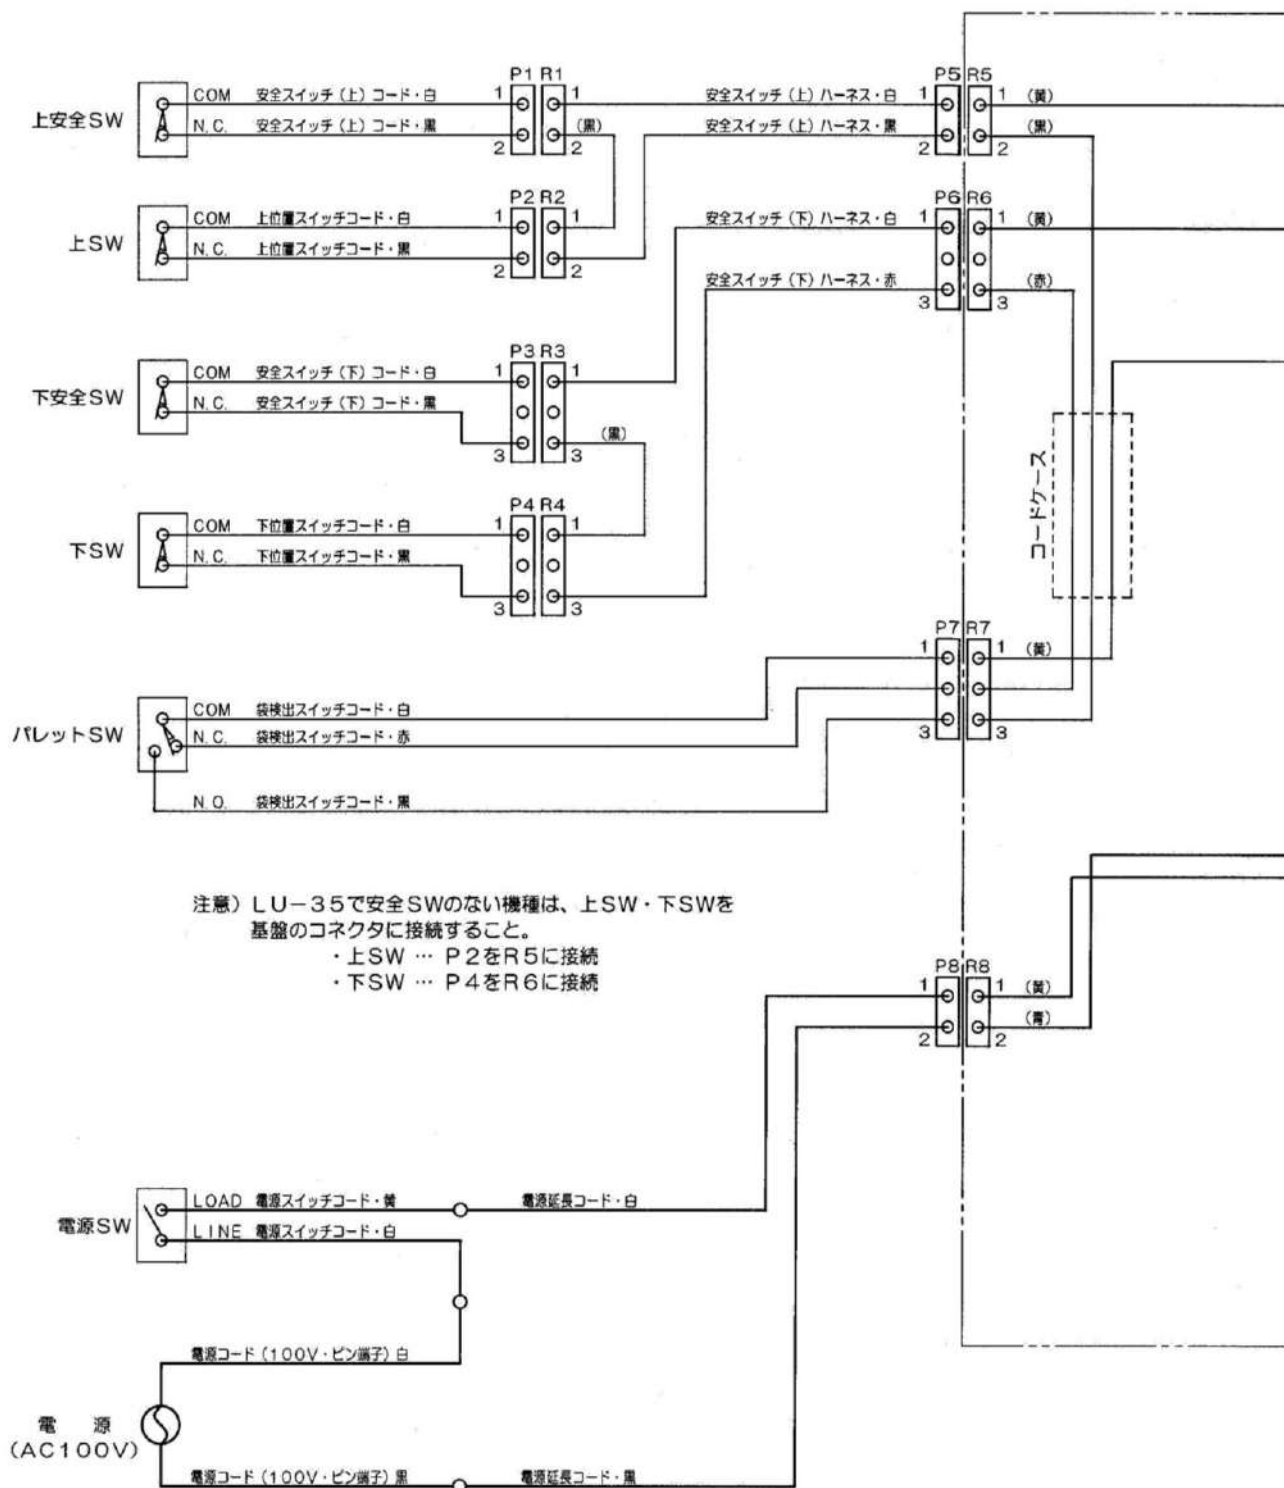 P1 R1
P5 R5
上安全SW
COM 安全スイッチ(上)コード・白 1 1 安全スイッチ(上)ハーネス・白 1 1 (黄)
N.C. 安全スイッチ(上)コード・黒 2 2 (黒) 安全スイッチ(上)ハーネス・黒 2 2 (黒)
P2 R2
P6 R6
上SW
COM 上位置スイッチコード・白 1 1 安全スイッチ(下)ハーネス・白 1 1 (黄)
N.C. 上位置スイッチコード・黒 2 2
安全スイッチ(下)ハーネス・赤 3 3 (赤)
P3 R3
下安全SW
COM 安全スイッチ(下)コード・白 1 1
N.C. 安全スイッチ(下)コード・黒
3 3 (黒)
コードケース
P4 R4
下SW
COM 下位置スイッチコード・白 1 1
N.C. 下位置スイッチコード・黒
3 3
P7 R7
1 1 (黄)
パレットSW
COM 袋検出スイッチコード・白
N.C. 袋検出スイッチコード・赤
3 3
N.O. 袋検出スイッチコード・黒
注意)LU-35で安全SWのない機種は、上SW・下SWを
基盤のコネクタに接続すること。
・上SW … P2をR5に接続
・下SW … P4をR6に接続
P8 R8
1 1 (黄)
2 2 (青)
電源SW
LOAD 電源スイッチコード・黄 電源延長コード・白
LINE 電源スイッチコード・白
電源コード(100V・ピン端子)白
電 源
(AC100V)
電源コード(100V・ピン端子)黒 電源延長コード・黒